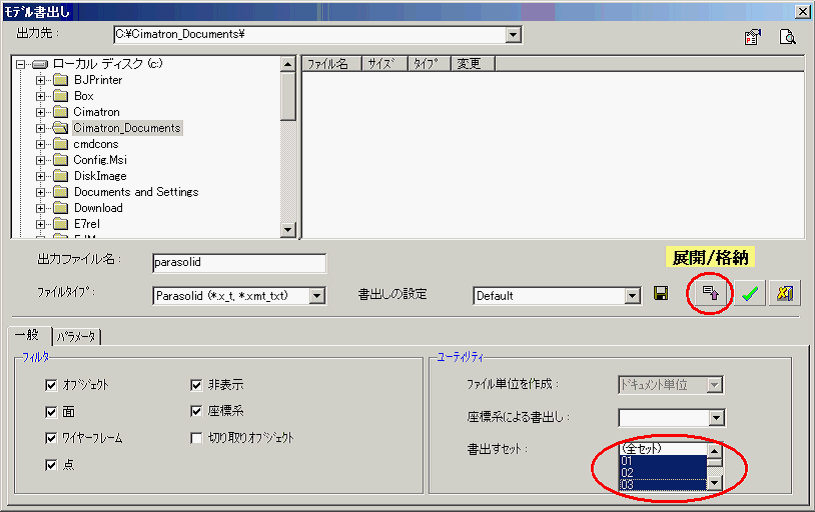 モデル書出し
出力先：
C:¥Cimatron_Documents¥
ローカル ディスク (c:)
BJPrinter
Box
Cimatron
Cimatron_Documents
cmdcons
Config.Msi
DiskImage
Documents and Settings
Download
E7rel
ファイル名 サイズ タイプ 変更
展開/格納
出力ファイル名：
parasolid
ファイルタイプ：
Parasolid (*.x_t, *.xmt_txt)
書出しの設定
Default
一般 パラメータ
フィルタ
オブジェクト 非表示
面 座標系
ワイヤーフレーム 切り取りオブジェクト
点
ユーティリティ
ファイル単位を作成：
ドキュメント単位
座標系による書出し：
書出すセット：
(全セット)
01
02
03